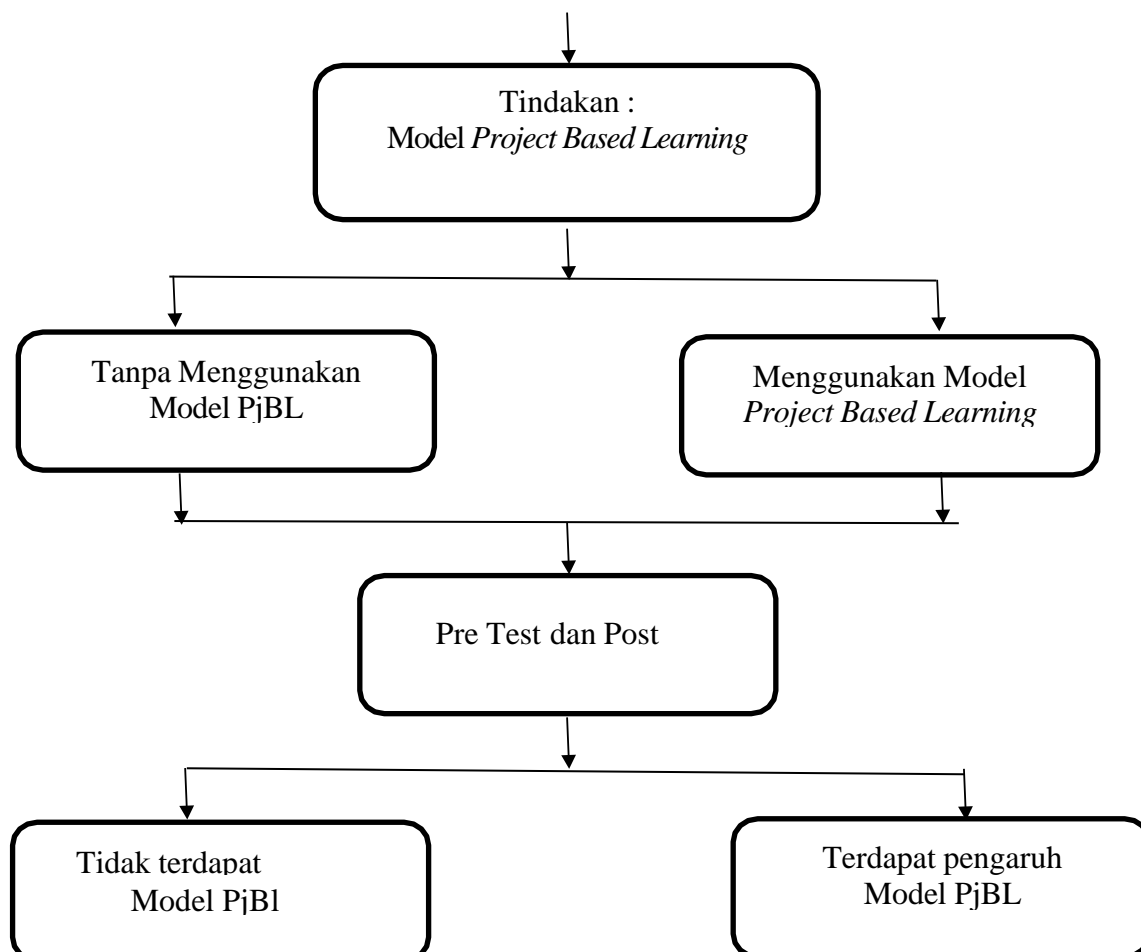 Tindakan :
Model Project Based Learning
Tanpa Menggunakan
Model PjBL
Menggunakan Model
Project Based Learning
Pre Test dan Post
Tidak terdapat
Model PjBl
Terdapat pengaruh
Model PjBL